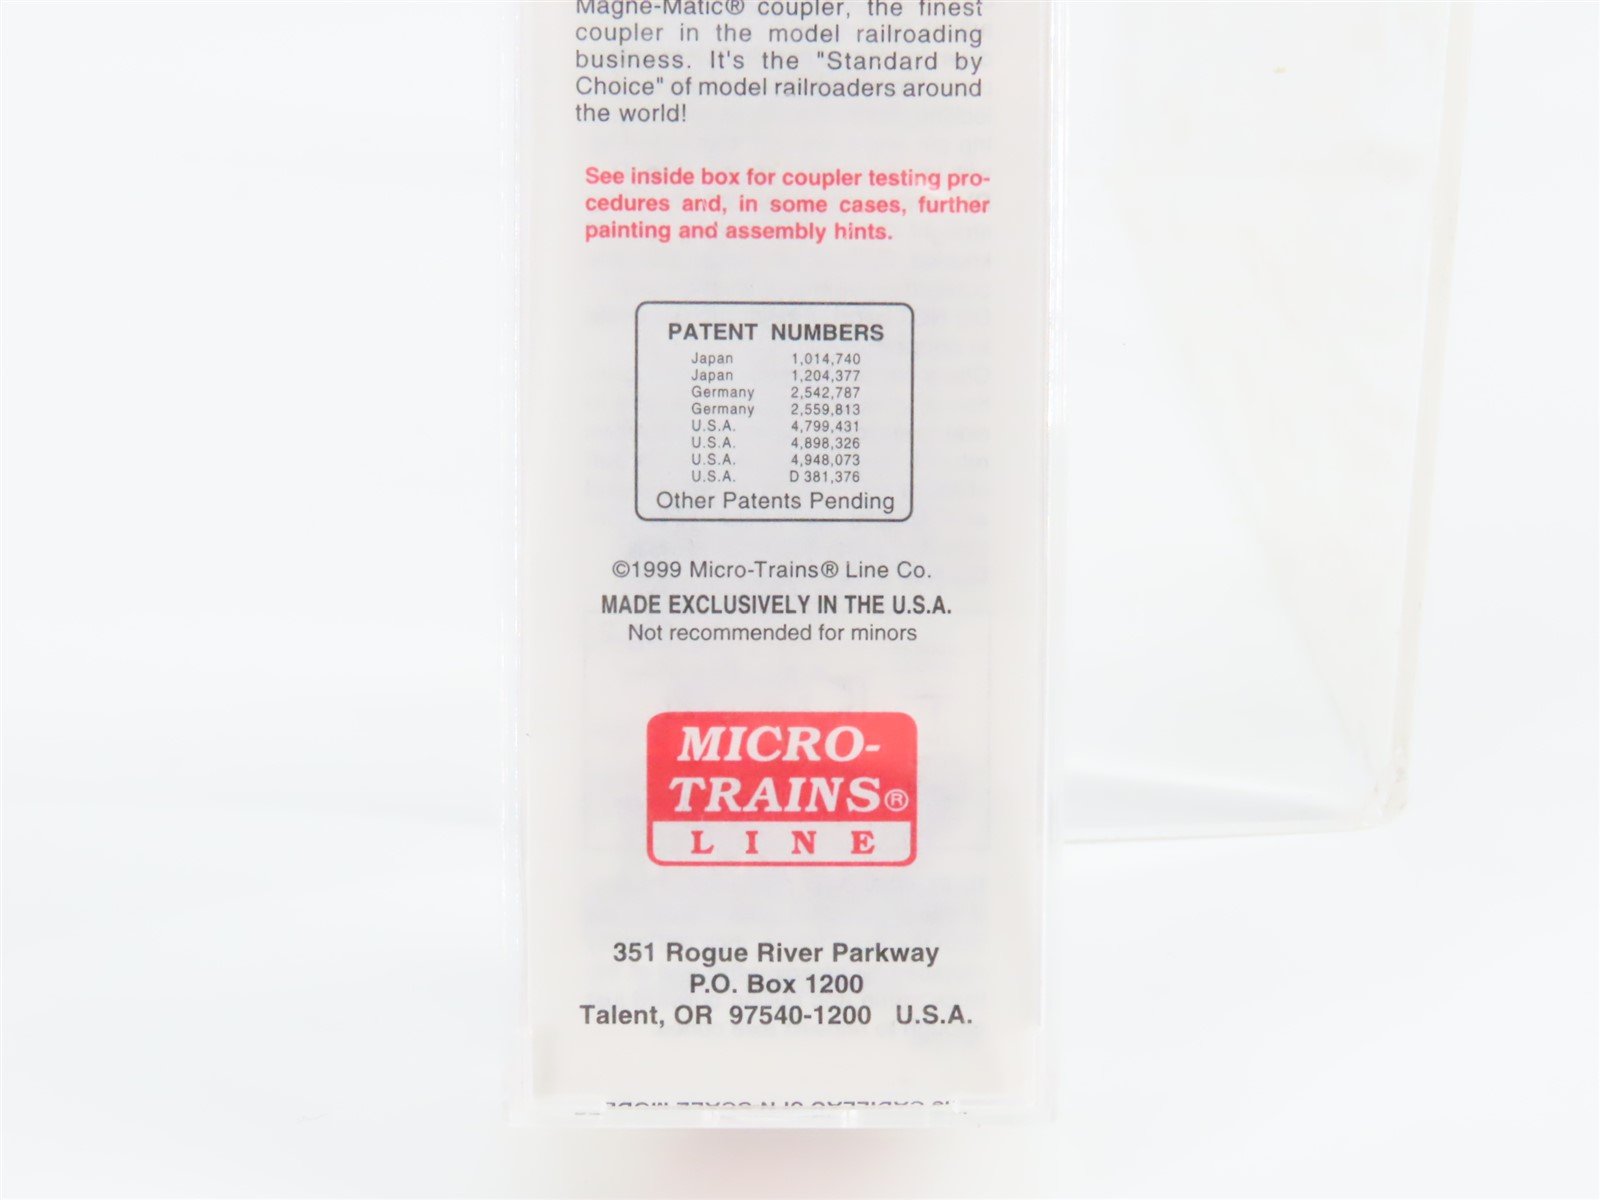 Magne-Matic® coupler, the finest
coupler in the model railroading
business. It's the "Standard by
Choice" of model railroaders around
the world!
See inside box for coupler testing pro-
cedures and, in some cases, further
painting and assembly hints.
PATENT NUMBERS
Japan 1,014,740
Japan 1,204,377
Germany 2,542,787
Germany 2,559,813
U.S.A. 4,799,431
U.S.A. 4,898,326
U.S.A. 4,948,073
U.S.A. D 381,376
Other Patents Pending
©1999 Micro-Trains® Line Co.
MADE EXCLUSIVELY IN THE U.S.A.
Not recommended for minors
MICRO-
TRAINS®
LINE
351 Rogue River Parkway
P.O. Box 1200
Talent, OR 97540-1200 U.S.A.